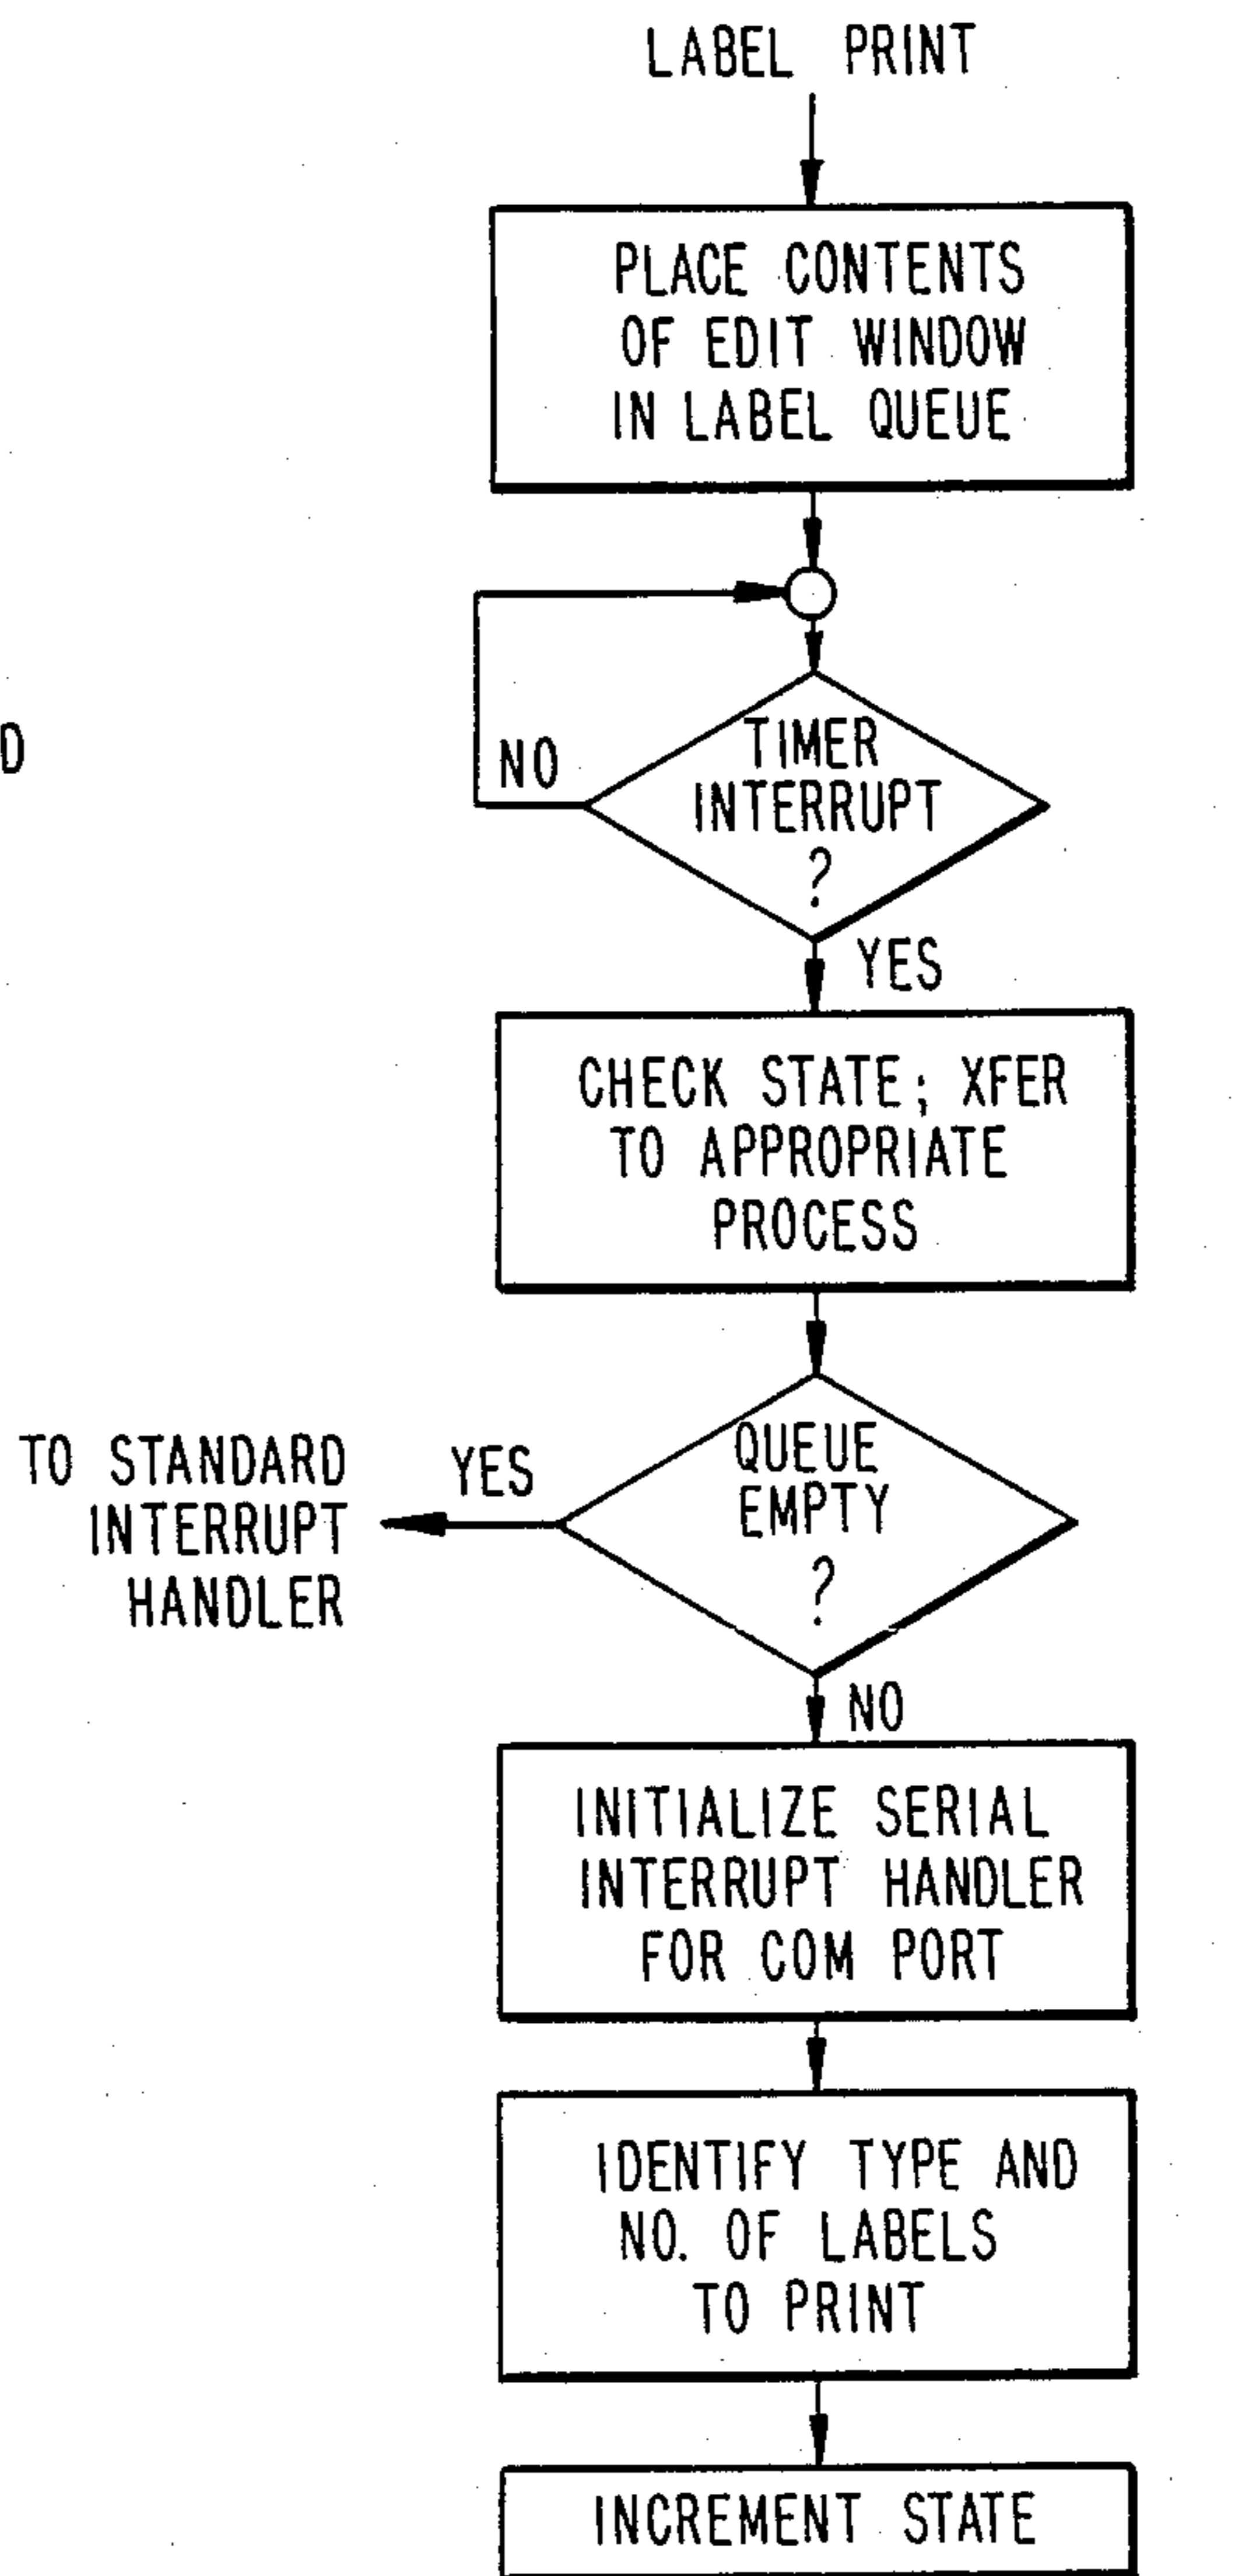 LABEL PRINT
PLACE CONTENTS
OF EDIT WINDOW
IN LABEL QUEUE
D
TIMER
INTERRUPT
?
NO
YES
CHECK STATE; XFER
TO APPROPRIATE
PROCESS
QUEUE
EMPTY
?
YES
TO STANDARD
INTERRUPT
HANDLER
NO
INITIALIZE SERIAL
INTERRUPT HANDLER
FOR COM PORT
IDENTIFY TYPE AND
NO. OF LABELS
TO PRINT
INCREMENT STATE